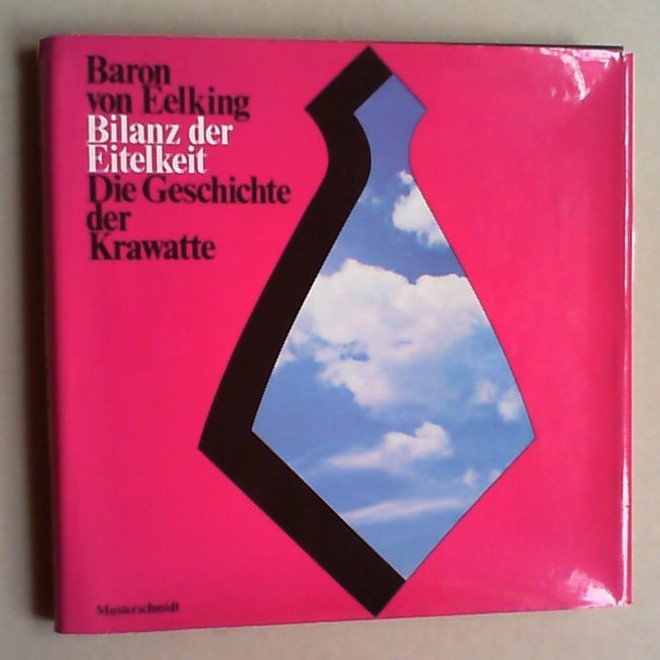 Baron
von Eelking
Bilanz der
Eitelkeit
Die Geschichte
der
Krawatte
Musterschmidt